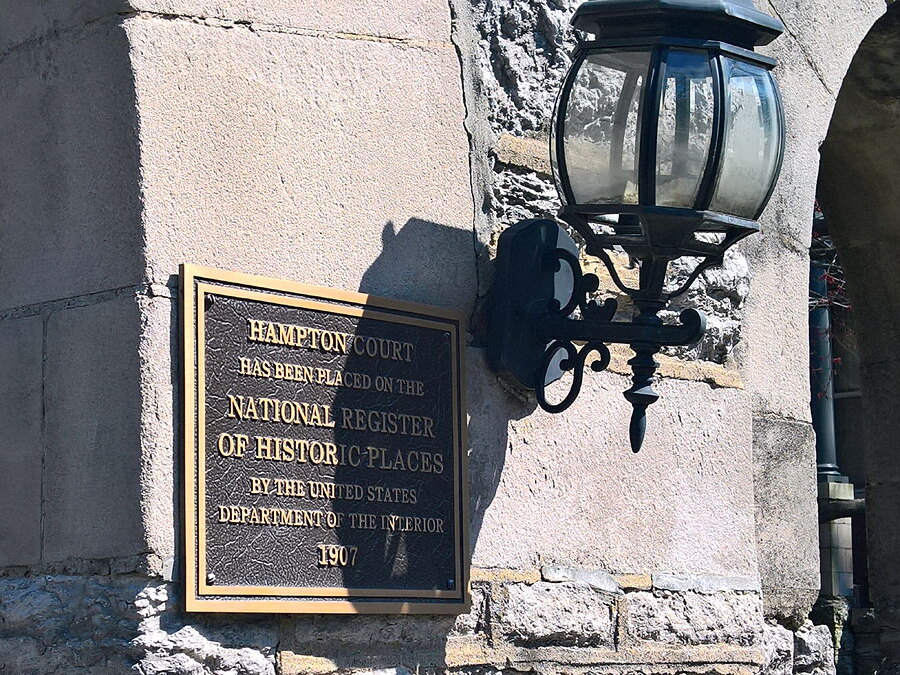 HAMPTON COURT
HAS BEEN PLACED ON THE
NATIONAL REGISTER
OF HISTORIC PLACES
BY THE UNITED STATES
DEPARTMENT OF THE INTERIOR
1907